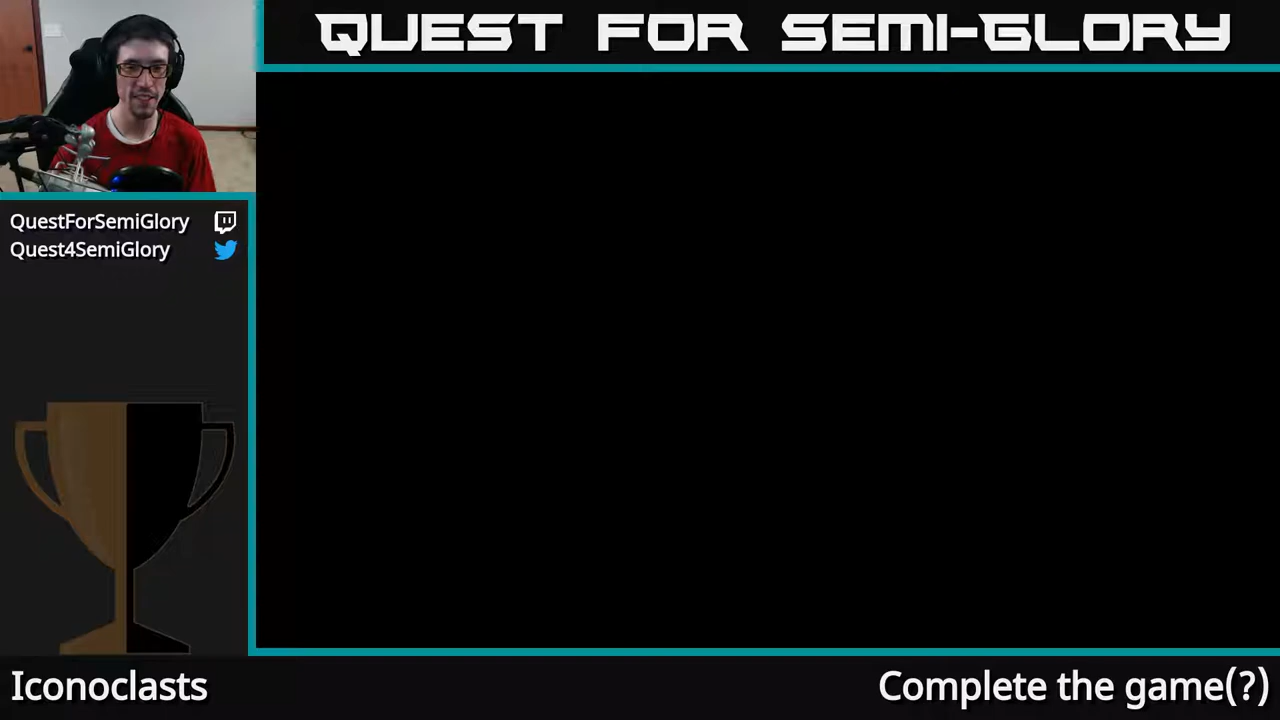 QUEST FOR SEMI-GLORY
QuestForSemiGlory
Quest4SemiGlory
Iconoclasts
Complete the game(?)